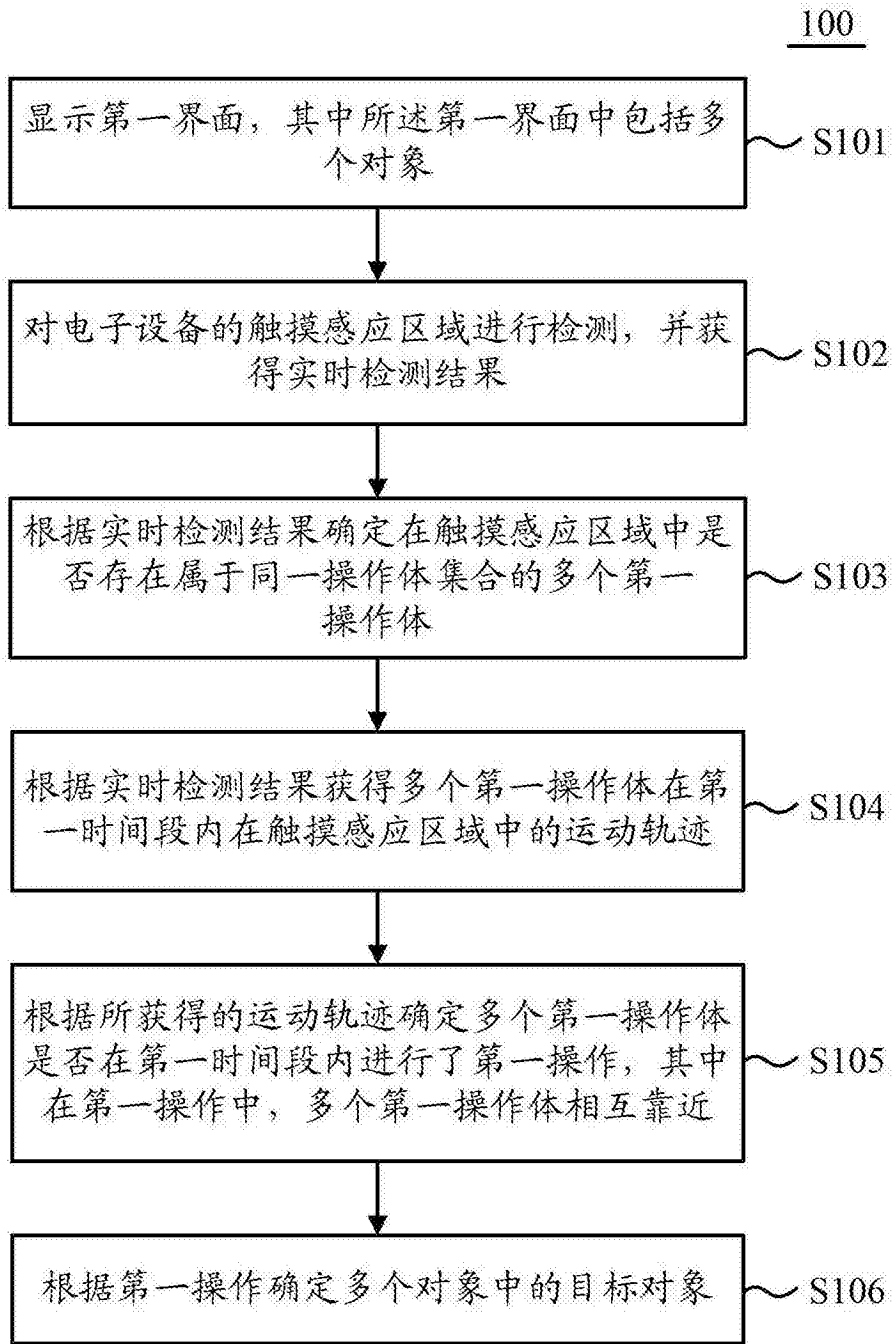 100
显示第一界面，其中所述第一界面中包括多
个对象
S101
对电子设备的触摸感应区域进行检测，并获
得实时检测结果
S102
根据实时检测结果确定在触摸感应区域中是
否存在属于同一操作体集合的多个第一
操作体
S103
根据实时检测结果获得多个第一操作体在第
一时间段内在触摸感应区域中的运动轨迹
S104
根据所获得的运动轨迹确定多个第一操作体
是否在第一时间段内进行了第一操作，其中
在第一操作中，多个第一操作体相互靠近
S105
根据第一操作确定多个对象中的目标对象
S106